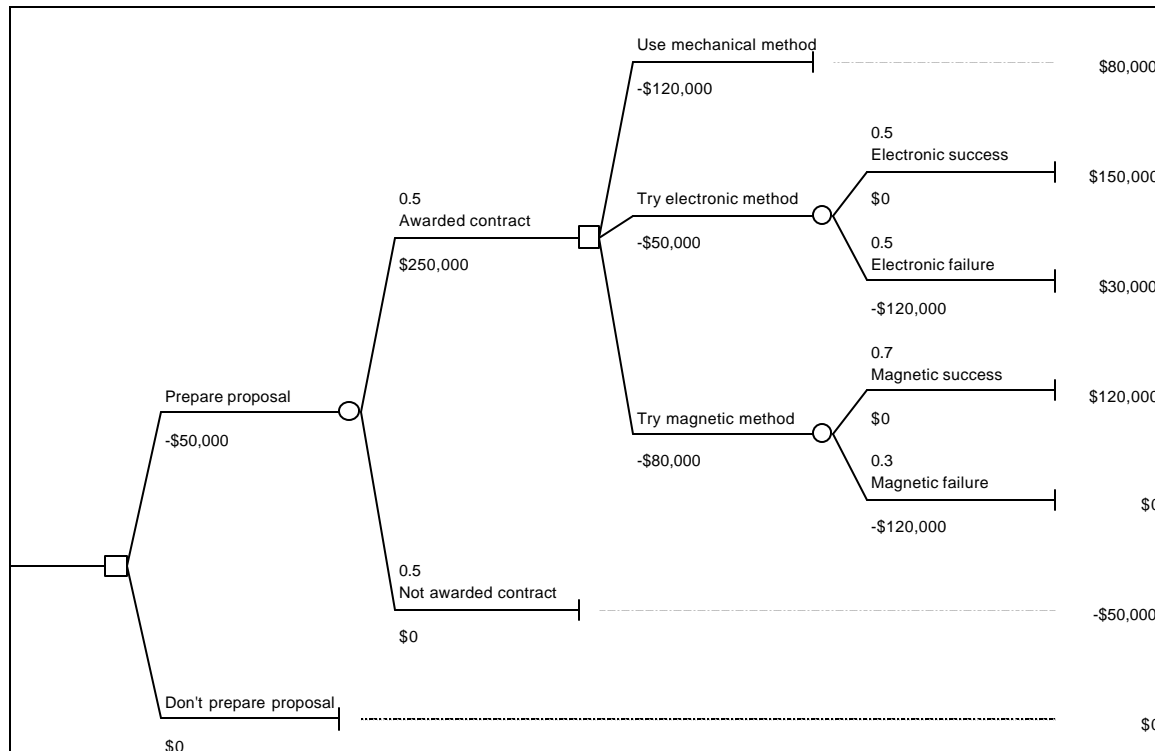 Use mechanical method
$80,000
-$120,000
0.5
Electronic success
$150,000
0.5
Try electronic method
$0
Awarded contract
-$50,000
0.5
$250,000
Electronic failure
$30,000
-$120,000
0.7
Magnetic success
Prepare proposal
$120,000
Try magnetic method
$0
-$50,000
-$80,000
0.3
Magnetic failure
$0
-$120,000
0.5
Not awarded contract
-$50,000
$0
Don't prepare proposal
$0
$0